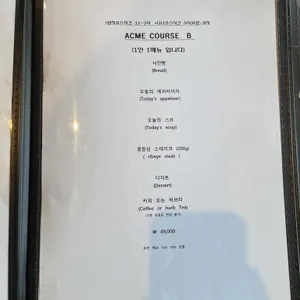 ACME COURSE B
(1인 1메뉴 입니다)
식전빵
(Bread)
오늘의 에피타이저
(Today's appetiser)
오늘의 스프
(Today's soup)
꽃등심 스테이크 (200g)
( ribeye steak )
디저트
(Dessert)
커피 또는 허브티
(Coffee or hurb Tea)
₩ 49,000